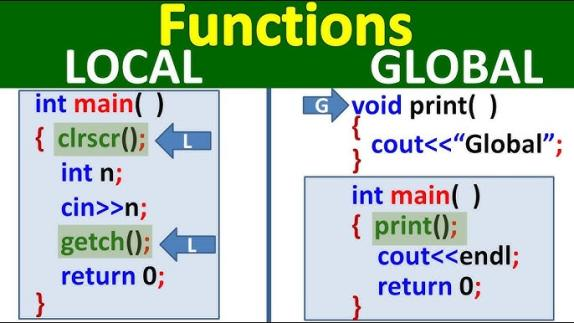 Functions
LOCAL
int main( )
{ clrscr(); L
int n;
cin>>n;
getch(); L
return 0;
}
GLOBAL
G void print( )
{
cout<<“Global”;
}
int main( )
{ print();
cout<<endl;
return 0;
}